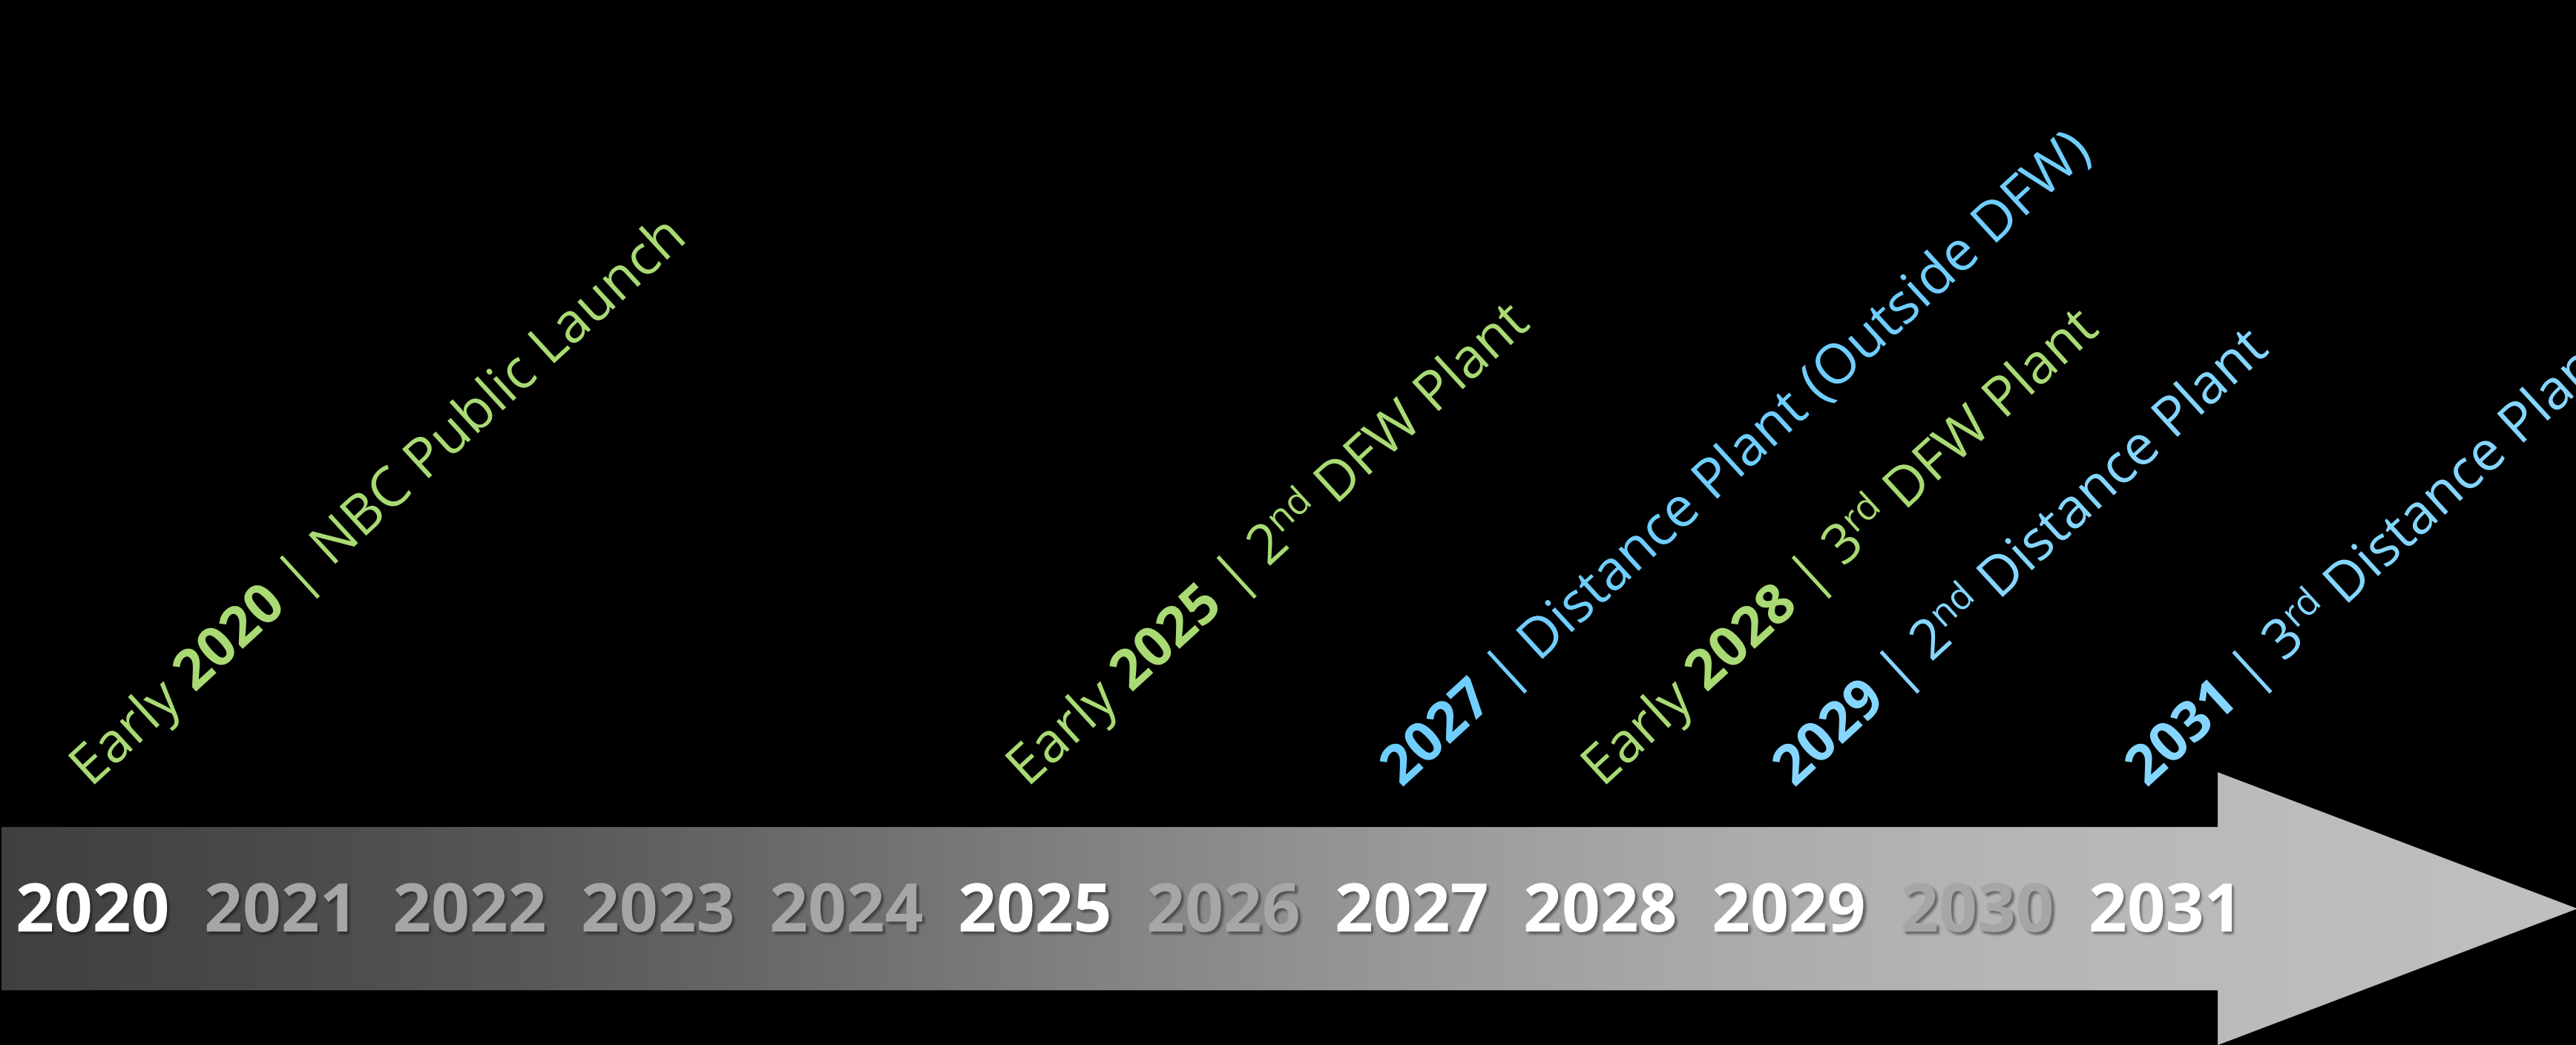 Early 2020 | NBC Public Launch
Early 2025 | 2nd DFW Plant
2027 | Distance Plant (Outside DFW)
Early 2028 | 3rd DFW Plant
2029 | 2nd Distance Plant
2031 | 3rd Distance Plan
2020 2021 2022 2023 2024 2025 2026 2027 2028 2029 2030 2031